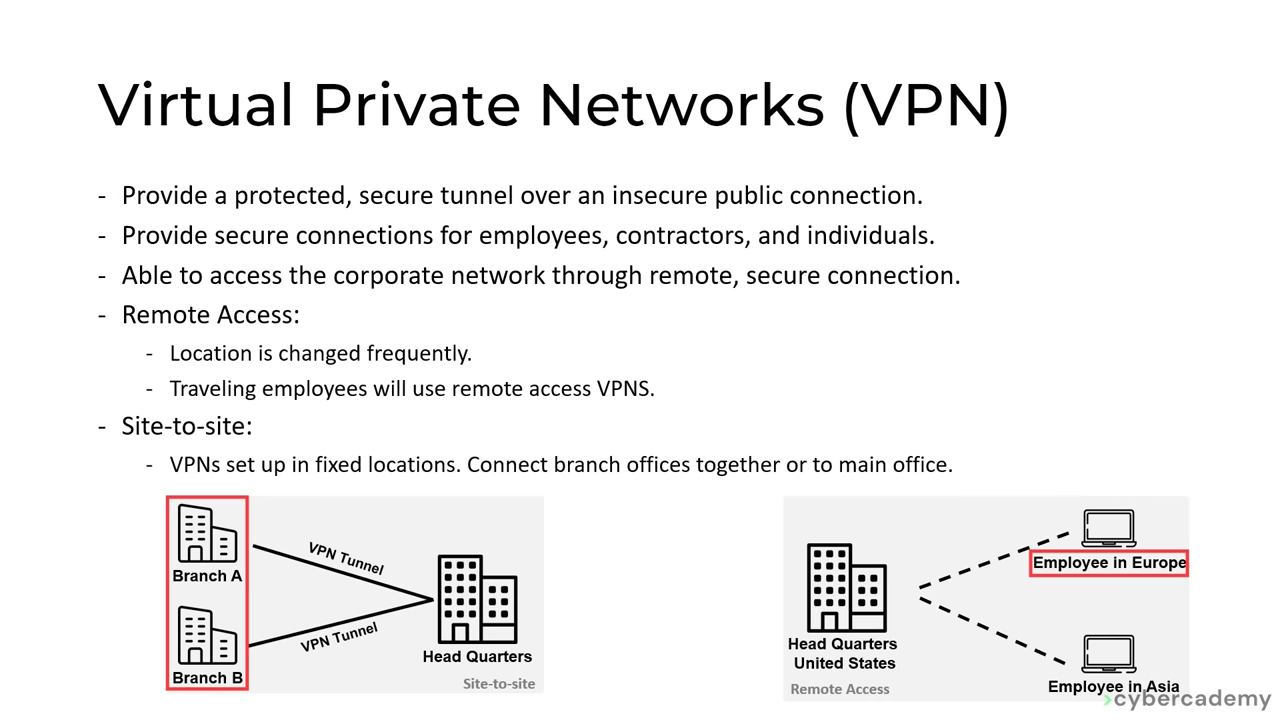 Virtual Private Networks (VPN)
- Provide a protected, secure tunnel over an insecure public connection.
- Provide secure connections for employees, contractors, and individuals.
- Able to access the corporate network through remote, secure connection.
- Remote Access:
- Location is changed frequently.
- Traveling employees will use remote access VPNS.
- Site-to-site:
- VPNs set up in fixed locations. Connect branch offices together or to main office.
Branch A
VPN Tunnel
VPN Tunnel
Branch B
Head Quarters
Site-to-site
Employee in Europe
Head Quarters
United States
Remote Access
Employee in Asia
>cybercademy